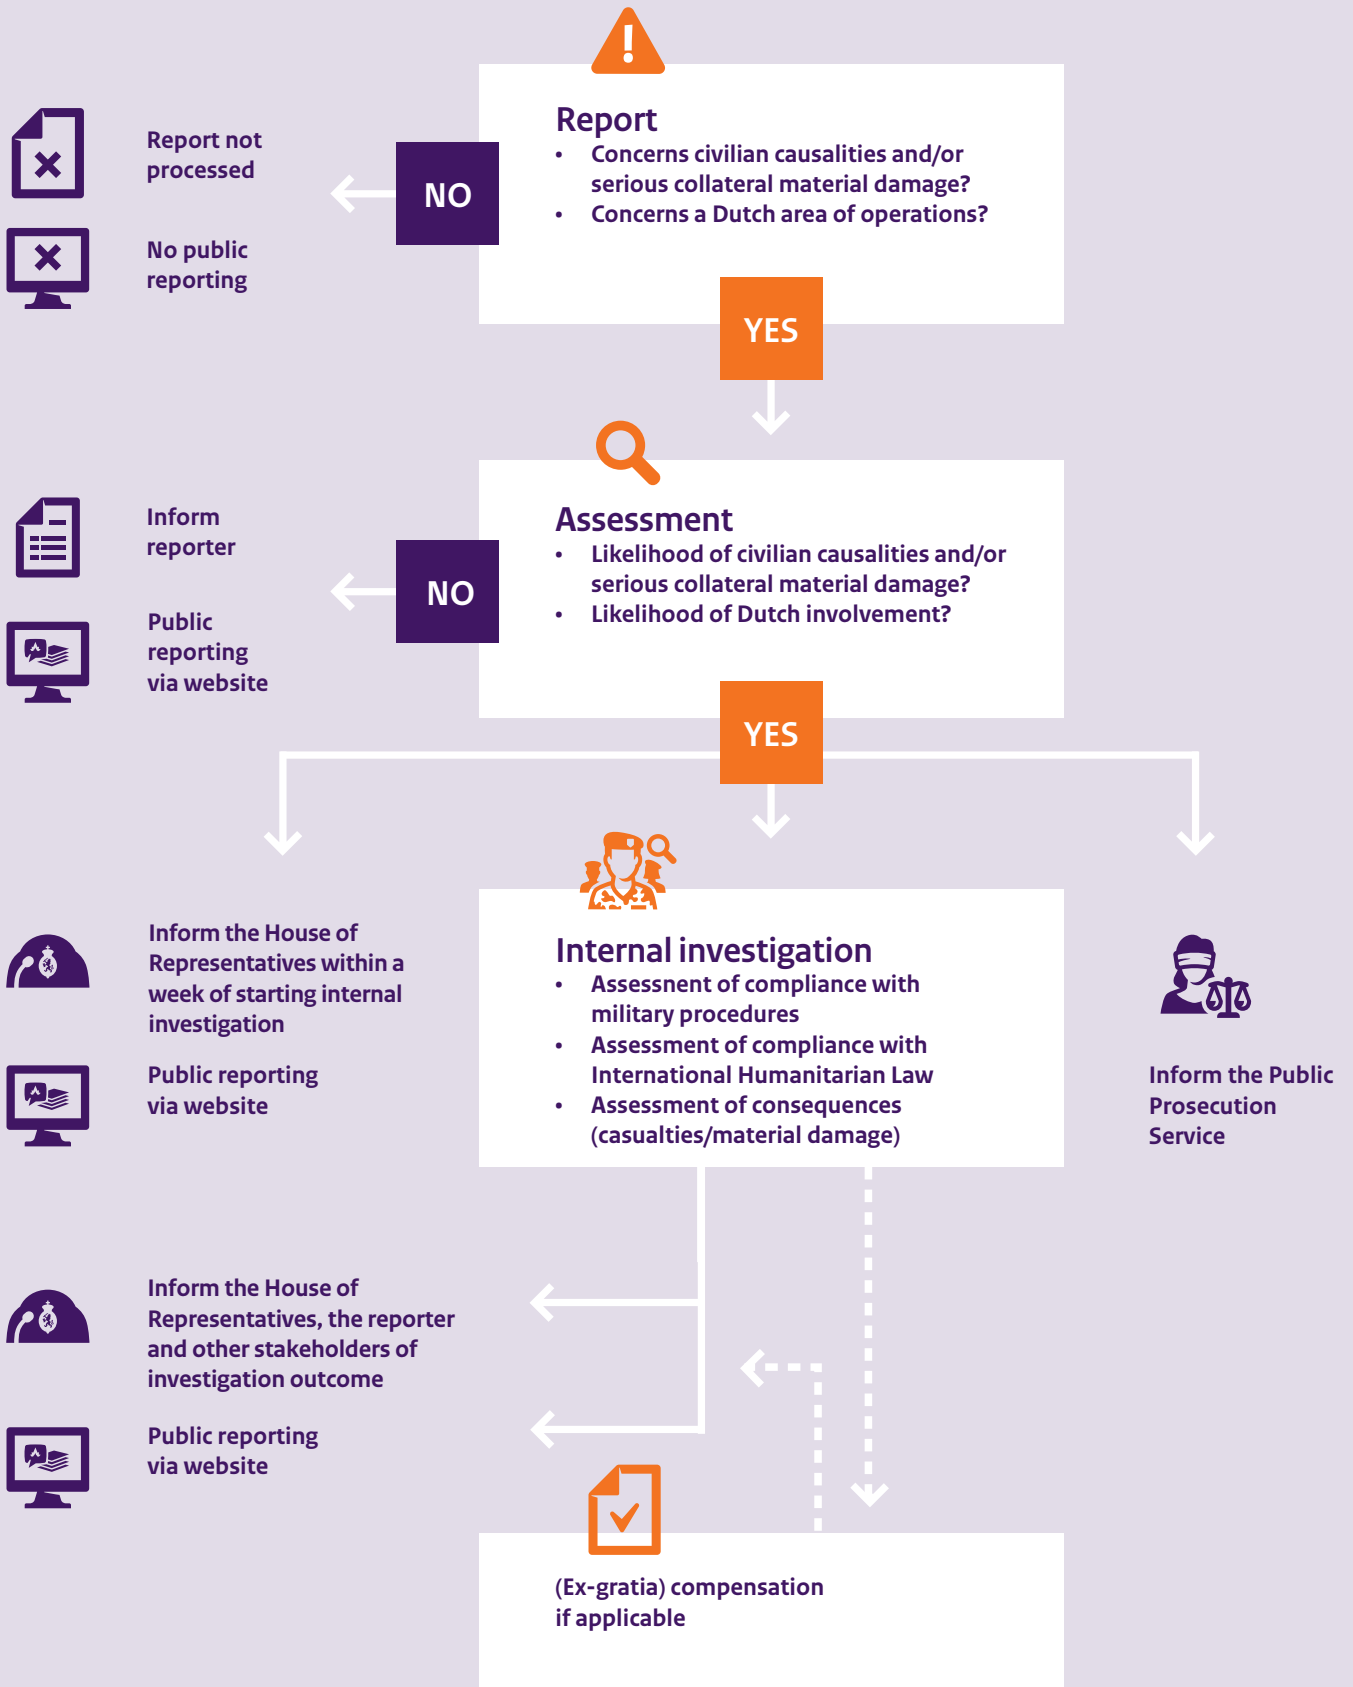 Report
• Concerns civilian causalities and/or
serious collateral material damage?
• Concerns a Dutch area of operations?
NO
Report not
processed
No public
reporting
YES
Assessment
• Likelihood of civilian causalities and/or
serious collateral material damage?
• Likelihood of Dutch involvement?
NO
Inform
reporter
Public
reporting
via website
YES
Inform the House of
Representatives within a
week of starting internal
investigation
Public reporting
via website
Internal investigation
• Assessnent of compliance with
military procedures
• Assessment of compliance with
International Humanitarian Law
• Assessment of consequences
(casualties/material damage)
Inform the Public
Prosecution
Service
Inform the House of
Representatives, the reporter
and other stakeholders of
investigation outcome
Public reporting
via website
(Ex-gratia) compensation
if applicable